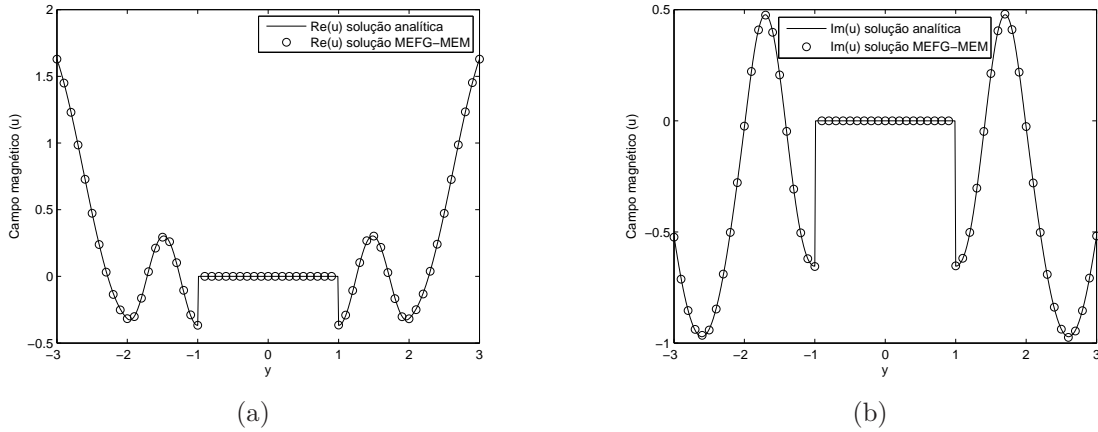 Re(u) solução analítica
Re(u) solução MEFG−MEM
2
1.5
1
0.5
0
−0.5
Campo magnético (u)
−3
−2
−1
0
1
2
3
y
(a)
Im(u) solução analítica
Im(u) solução MEFG−MEM
0.5
0
−0.5
−1
Campo magnético (u)
−3
−2
−1
0
1
2
3
y
(b)